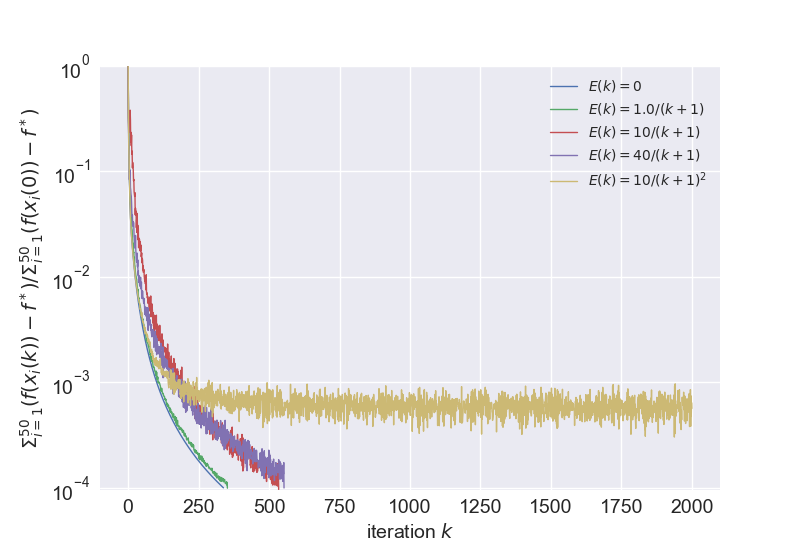 Σ_{i=1}^{50}(f(x_i(k)) − f*)/Σ_{i=1}^{50}(f(x_i(0)) − f*)
10^0
10^{−1}
10^{−2}
10^{−3}
10^{−4}
E(k) = 0
E(k) = 1.0/(k + 1)
E(k) = 10/(k + 1)
E(k) = 40/(k + 1)
E(k) = 10/(k + 1)^2
0 250 500 750 1000 1250 1500 1750 2000
iteration k